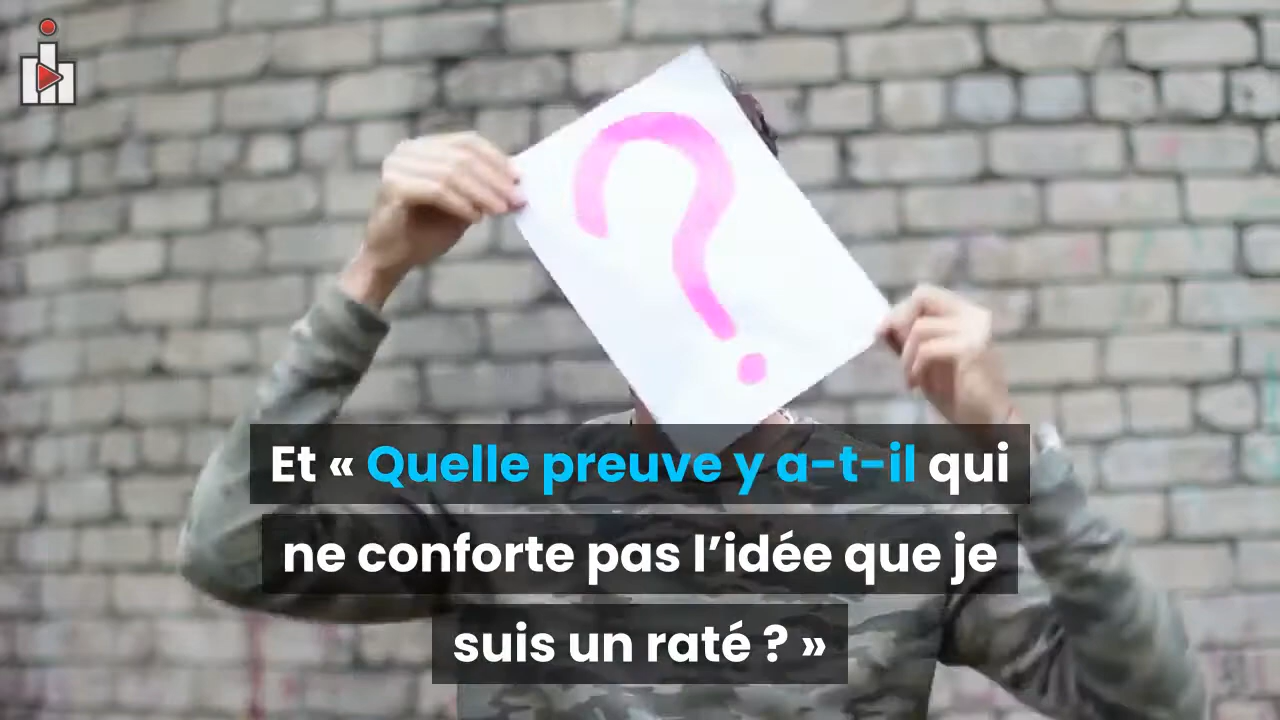 ?
Et « Quelle preuve y a-t-il qui
ne conforte pas l’idée que je
suis un raté ? »